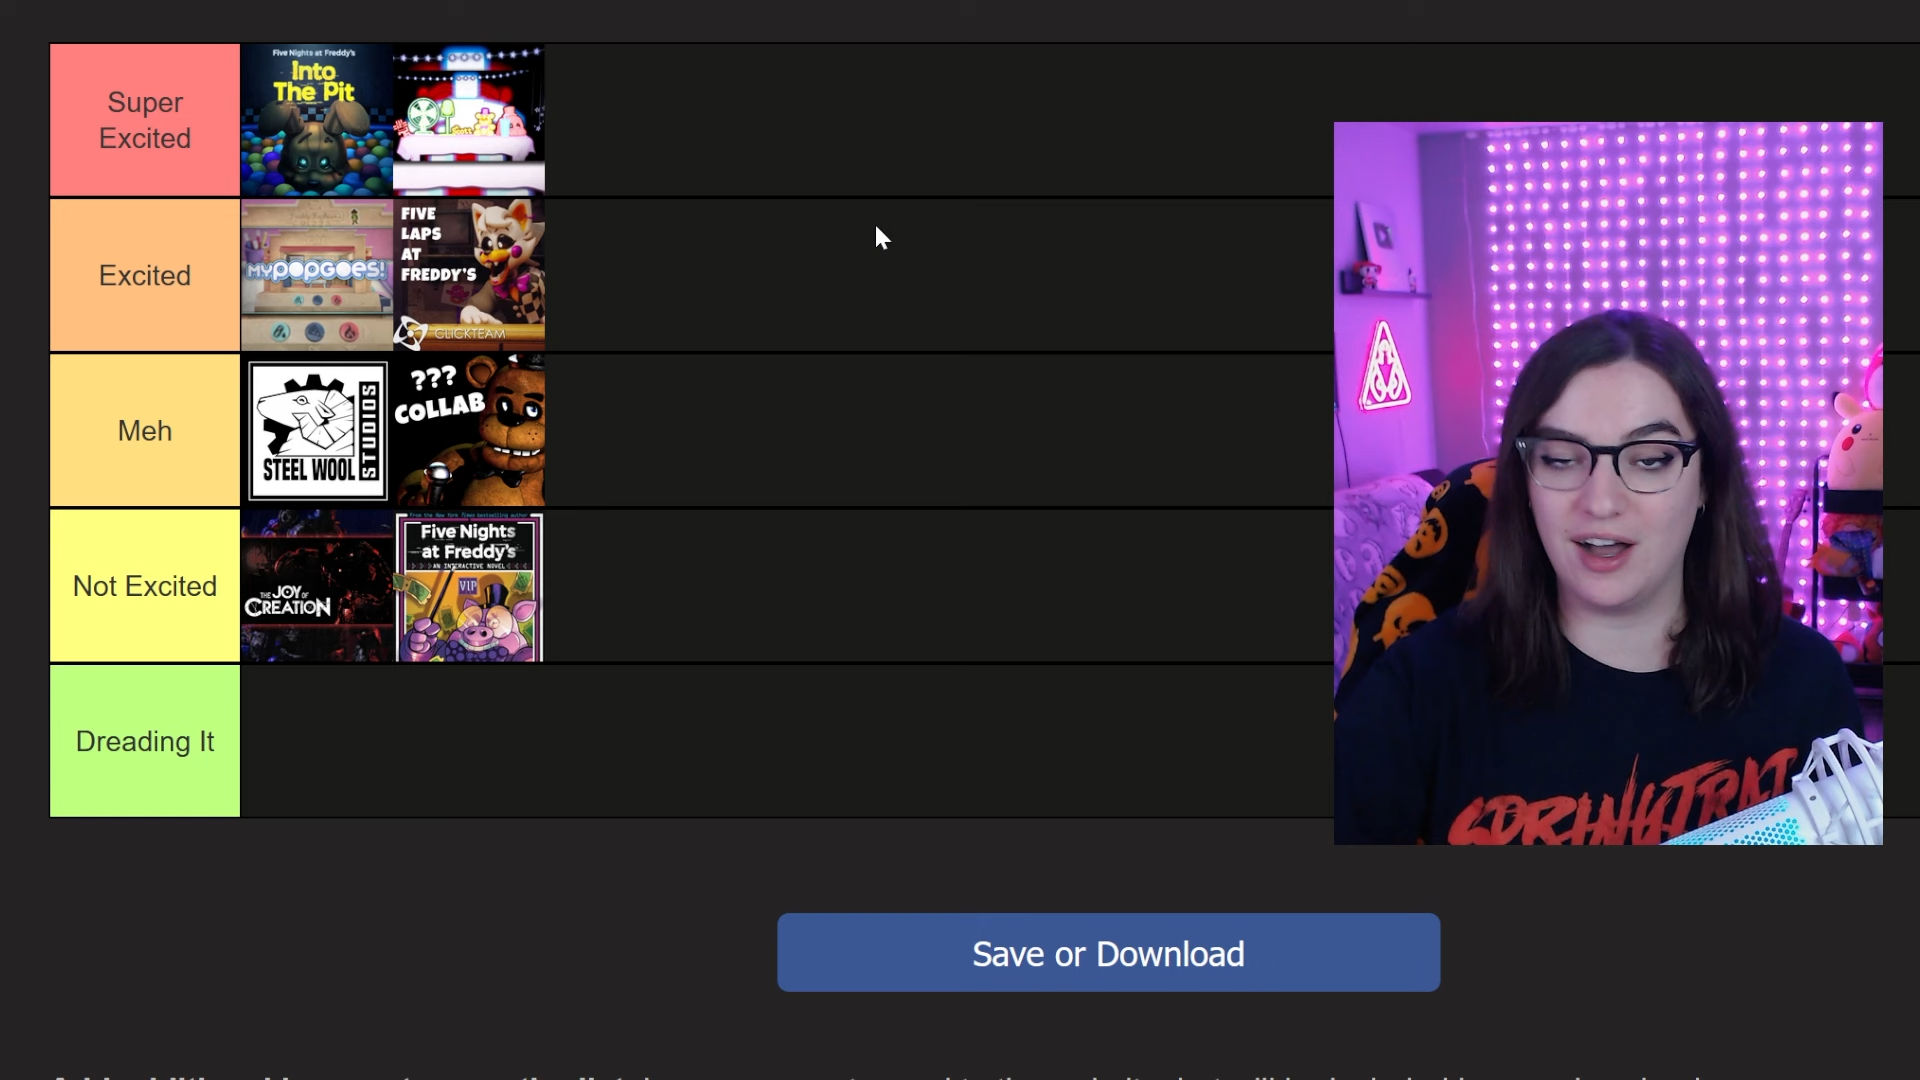 Super
Excited
Five Nights at Freddy's
Into
The Pit
Excited
MYPOPGOES!
FIVE
LAPS
AT
FREDDY'S
CLICKTEAM
Meh
STEEL WOOL
STUDIOS
???
COLLAB
Not Excited
THE JOY OF
CREATION
Five Nights
at Freddy's
AN INTERACTIVE NOVEL
VIP
Dreading It
SPRINGTRAP
Save or Download